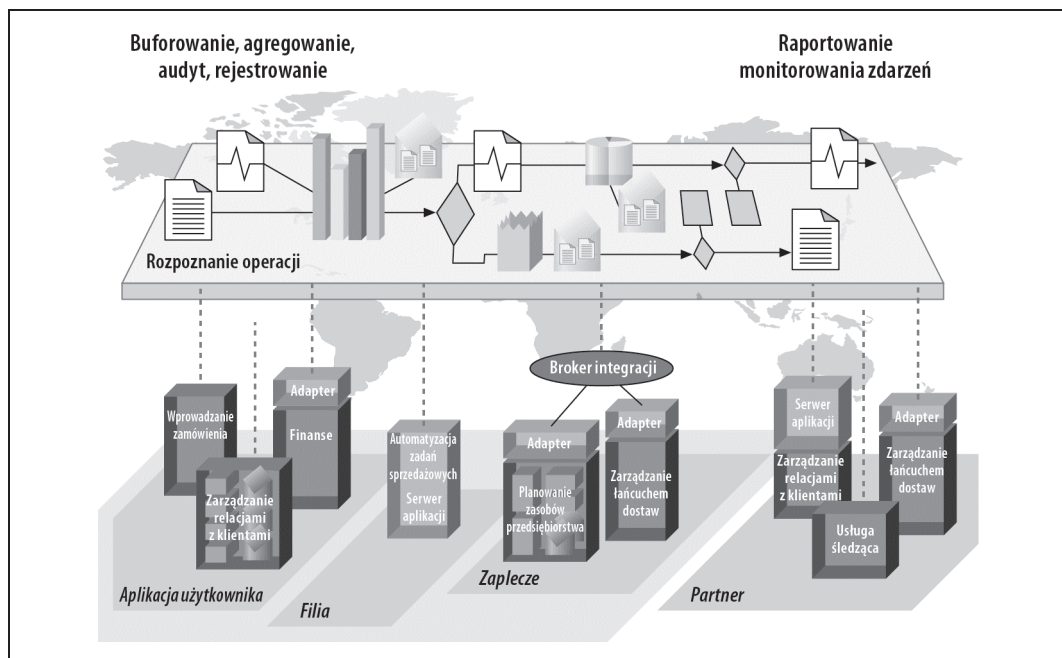 Buforowanie, agregowanie,
audyt, rejestrowanie
Raportowanie
monitorowania zdarzeń
Rozpoznanie operacji
Broker integracji
Wprowadzanie
zamówienia
Adapter
Finanse
Zarządzanie
relacjami
z klientami
Automatyzacja
zadań
sprzedażowych
Serwer
aplikacji
Adapter
Planowanie
zasobów
przedsiębiorstwa
Adapter
Zarządzanie
łańcuchem
dostaw
Serwer
aplikacji
Zarządzanie
relacjami
z klientami
Adapter
Zarządzanie
łańcuchem
dostaw
Usługa
śledząca
Aplikacja użytkownika
Filia
Zaplecze
Partner